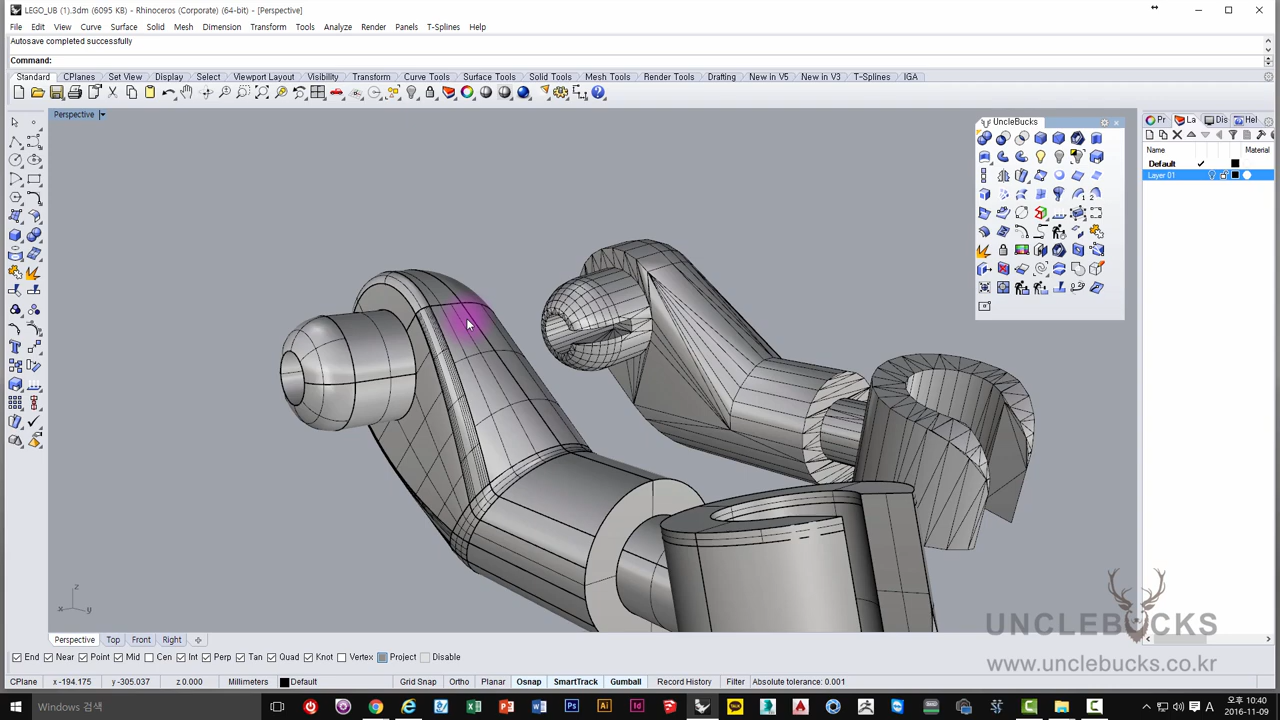 LEGO_UB (1).3dm (6095 KB) - Rhinoceros (Corporate) (64-bit) - [Perspective]
File Edit View Curve Surface Solid Mesh Dimension Transform Tools Analyze Render Panels T-Splines Help
Autosave completed successfully
Command:
Standard CPlanes Set View Display Select Viewport Layout Visibility Transform Curve Tools Surface Tools Solid Tools Mesh Tools Render Tools Drafting New in V5 New in V3 T-Splines IGA
Perspective
UncleBucks
Pr La Dis Hel
Name Material
Default
Layer 01
z
x y
UNCLEBUCKS
www.unclebucks.co.kr
Perspective Top Front Right
End Near Point Mid Cen Int Perp Tan Quad Knot Vertex Project Disable
CPlane x -194.175 y -305.037 z 0.000 Millimeters Default Grid Snap Ortho Planar Osnap SmartTrack Gumball Record History Filter Absolute tolerance: 0.001
Windows 검색
A
오후 10:40
2016-11-09